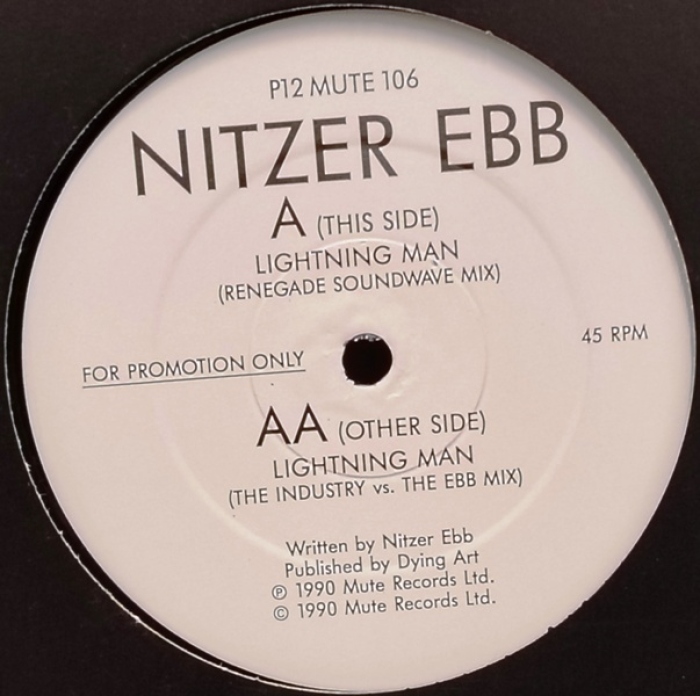 P12 MUTE 106
NITZER EBB
A (THIS SIDE)
LIGHTNING MAN
(RENEGADE SOUNDWAVE MIX)
45 RPM
FOR PROMOTION ONLY
AA (OTHER SIDE)
LIGHTNING MAN
(THE INDUSTRY vs. THE EBB MIX)
Written by Nitzer Ebb
Published by Dying Art
℗ 1990 Mute Records Ltd.
© 1990 Mute Records Ltd.